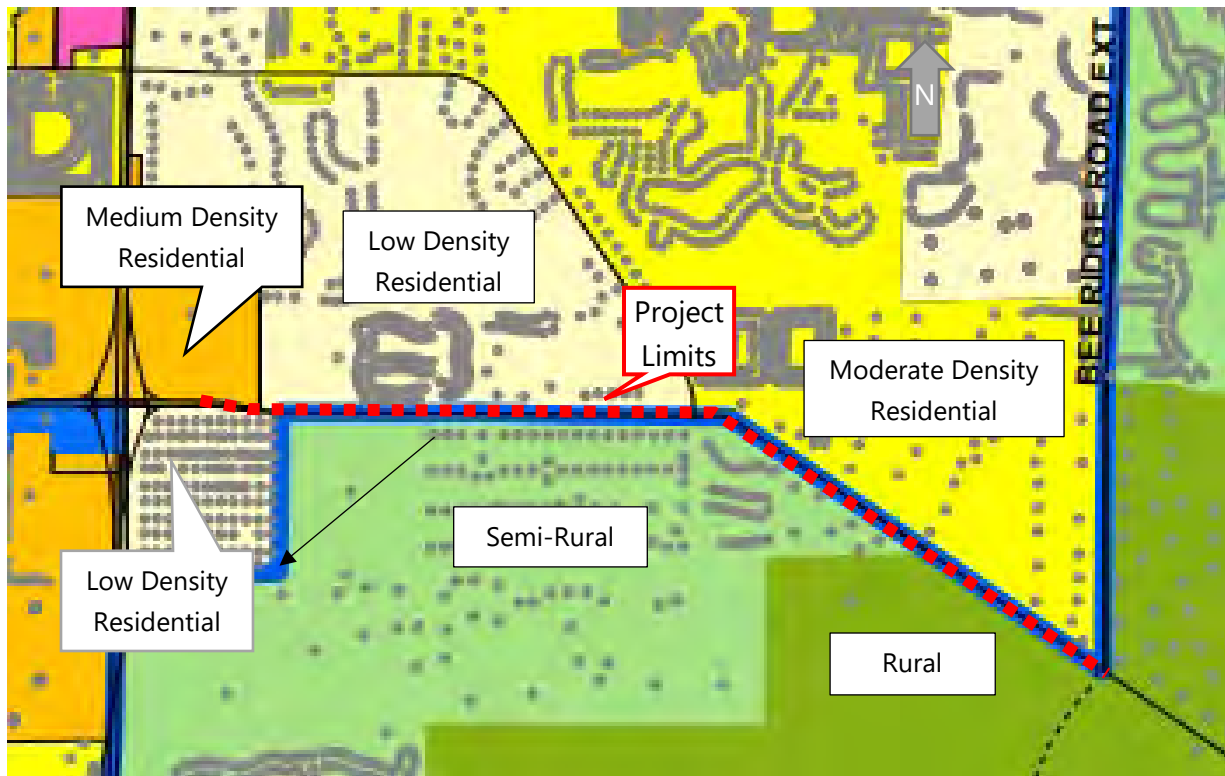 N
BEE RIDGE ROAD EXT
Medium Density
Residential
Low Density
Residential
Project
Limits
Moderate Density
Residential
Semi-Rural
Low Density
Residential
Rural